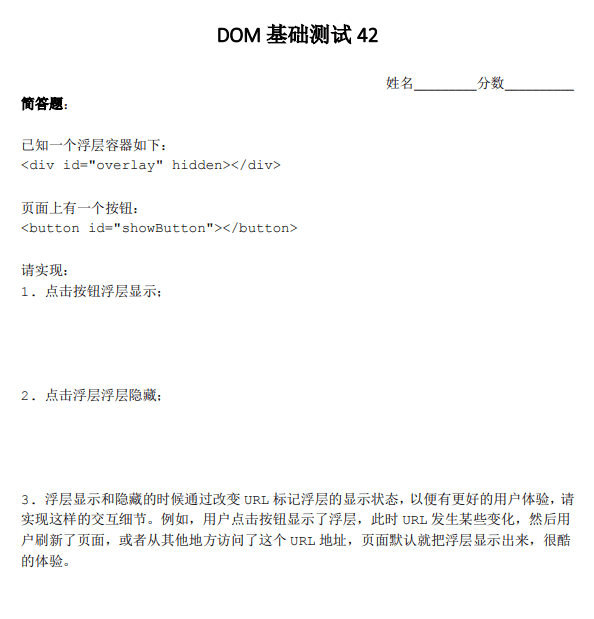 DOM 基础测试 42
姓名_________分数__________
简答题：
已知一个浮层容器如下：
<div id="overlay" hidden></div>
页面上有一个按钮：
<button id="showButton"></button>
请实现：
1. 点击按钮浮层显示；
2. 点击浮层浮层隐藏；
3. 浮层显示和隐藏的时候通过改变 URL 标记浮层的显示状态，以便有更好的用户体验，请
实现这样的交互细节。例如，用户点击按钮显示了浮层，此时 URL 发生某些变化，然后用
户刷新了页面，或者从其他地方访问了这个 URL 地址，页面默认就把浮层显示出来，很酷
的体验。